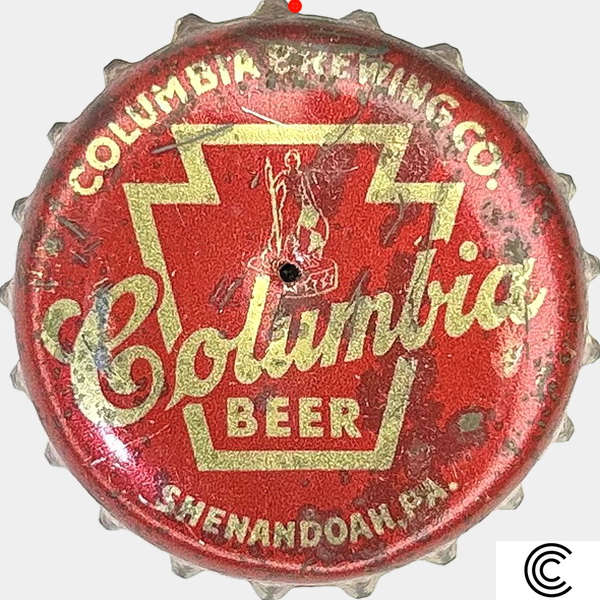 COLUMBIA BREWING CO.
Columbia
BEER
SHENANDOAH, PA.